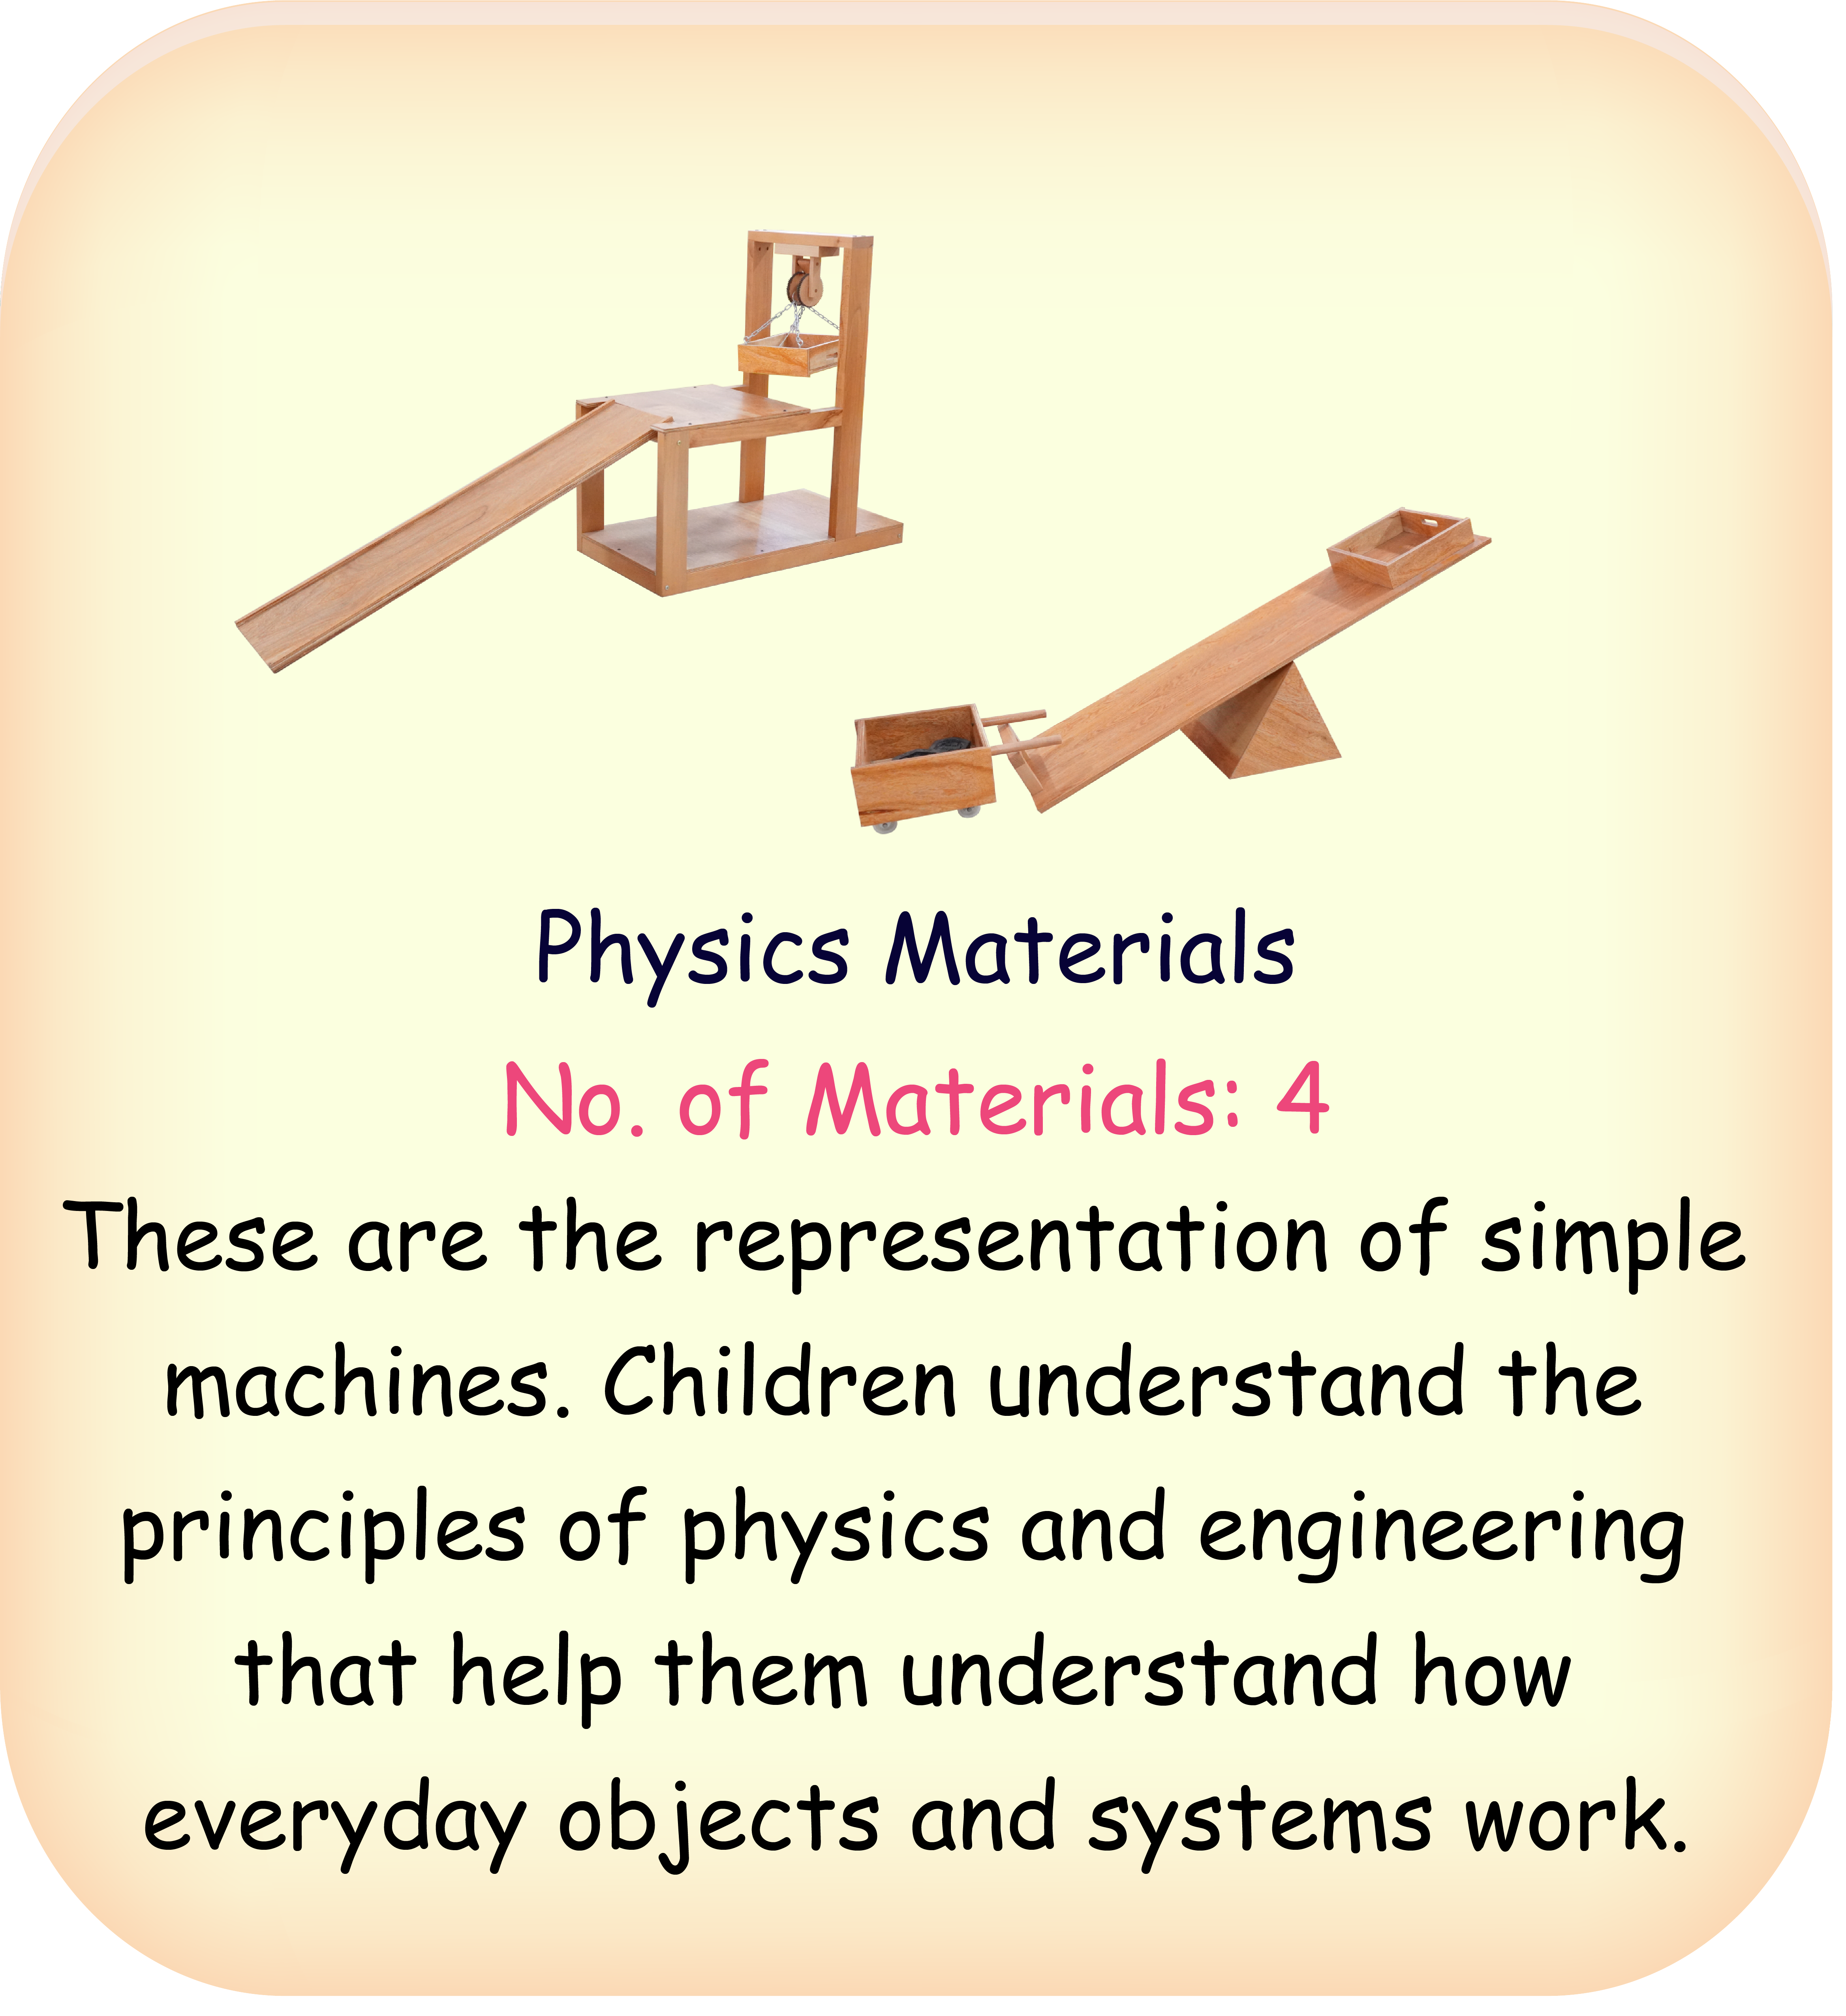 Physics Materials
No. of Materials: 4
These are the representation of simple
machines. Children understand the
principles of physics and engineering
that help them understand how
everyday objects and systems work.